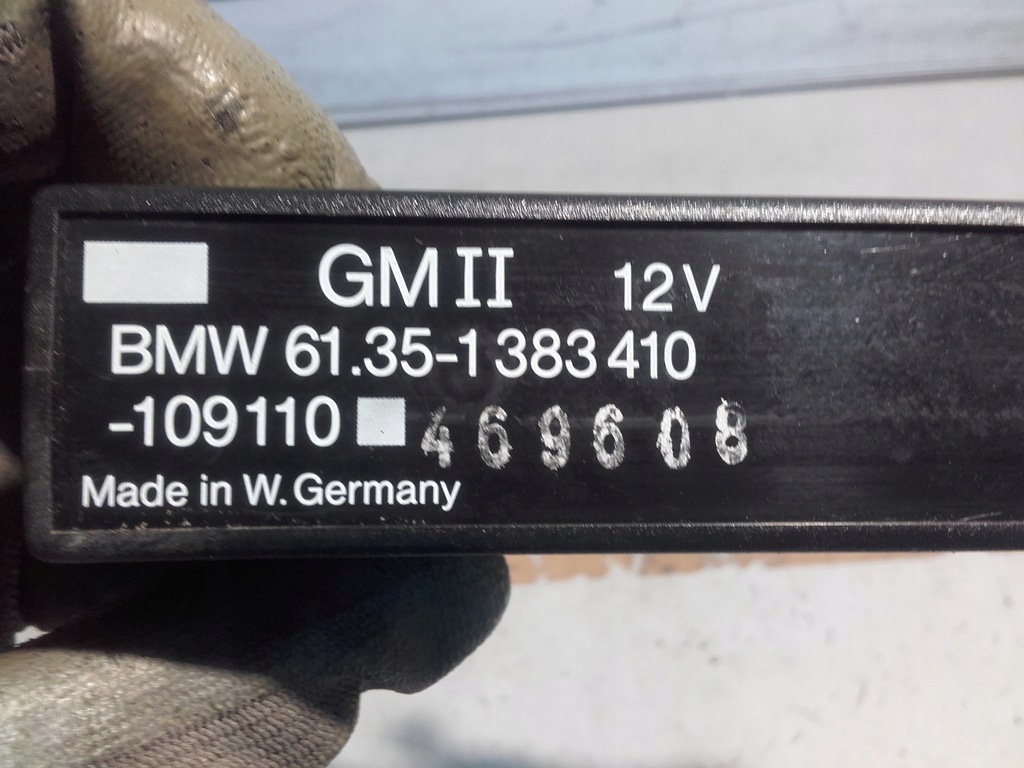 GM II 12V
BMW 61.35-1 383 410
-109110 469608
Made in W. Germany